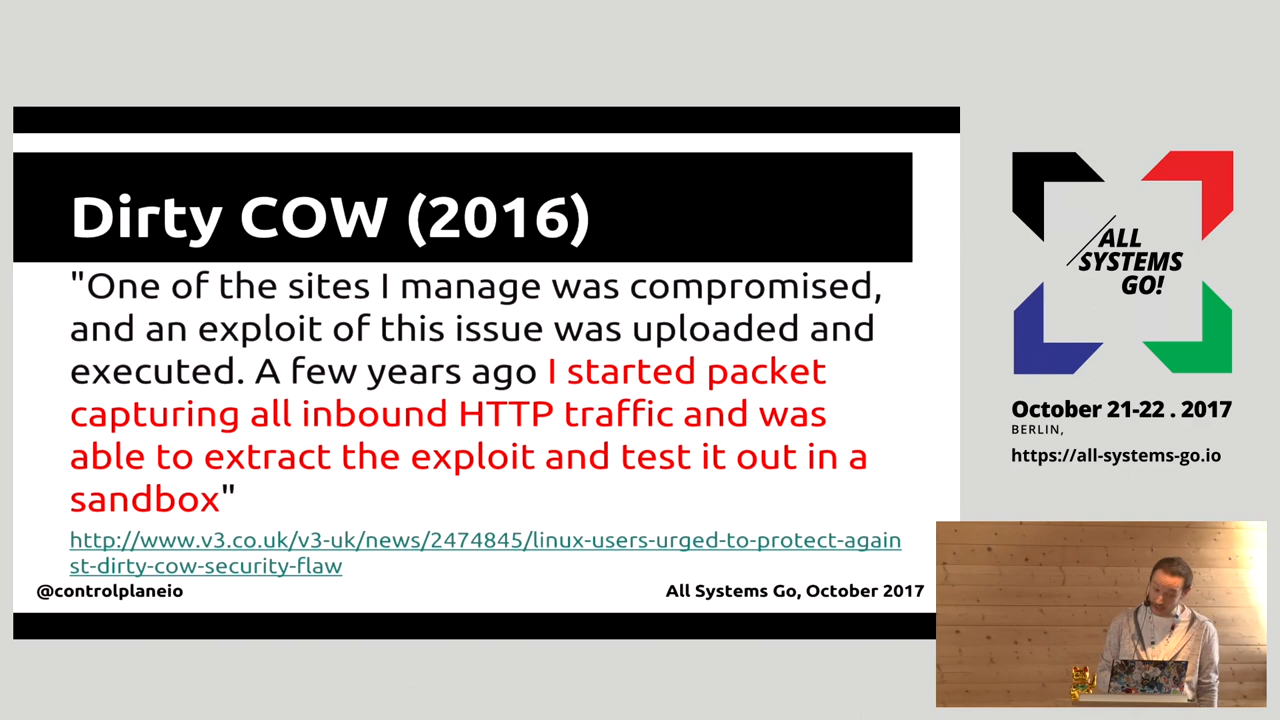 Dirty COW (2016)
"One of the sites I manage was compromised,
and an exploit of this issue was uploaded and
executed. A few years ago I started packet
capturing all inbound HTTP traffic and was
able to extract the exploit and test it out in a
sandbox"
http://www.v3.co.uk/v3-uk/news/2474845/linux-users-urged-to-protect-again
st-dirty-cow-security-flaw
@controlplaneio
All Systems Go, October 2017
ALL
SYSTEMS
GO!
October 21-22 . 2017
BERLIN,
https://all-systems-go.io